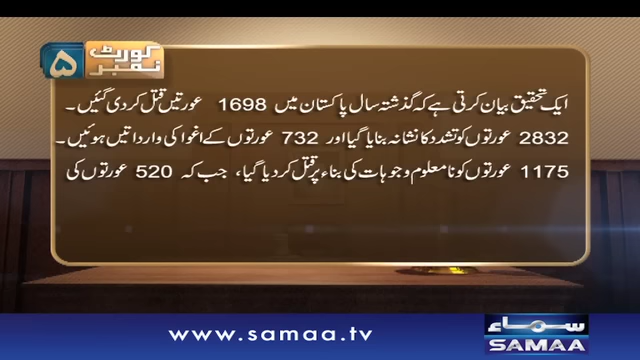 کورٹ
نمبر ۵
ایک تحقیق بیان کرتی ہے کہ گذشتہ سال پاکستان میں 1698 عورتیں قتل کر دی گئیں۔
2832 عورتوں کو تشدد کا نشانہ بنایا گیا اور 732 عورتوں کے اغوا کی وارداتیں ہوئیں۔
1175 عورتوں کو نا معلوم وجوہات کی بناء پر قتل کر دیا گیا، جب کہ 520 عورتوں کی
www.samaa.tv
سماء
SAMAA